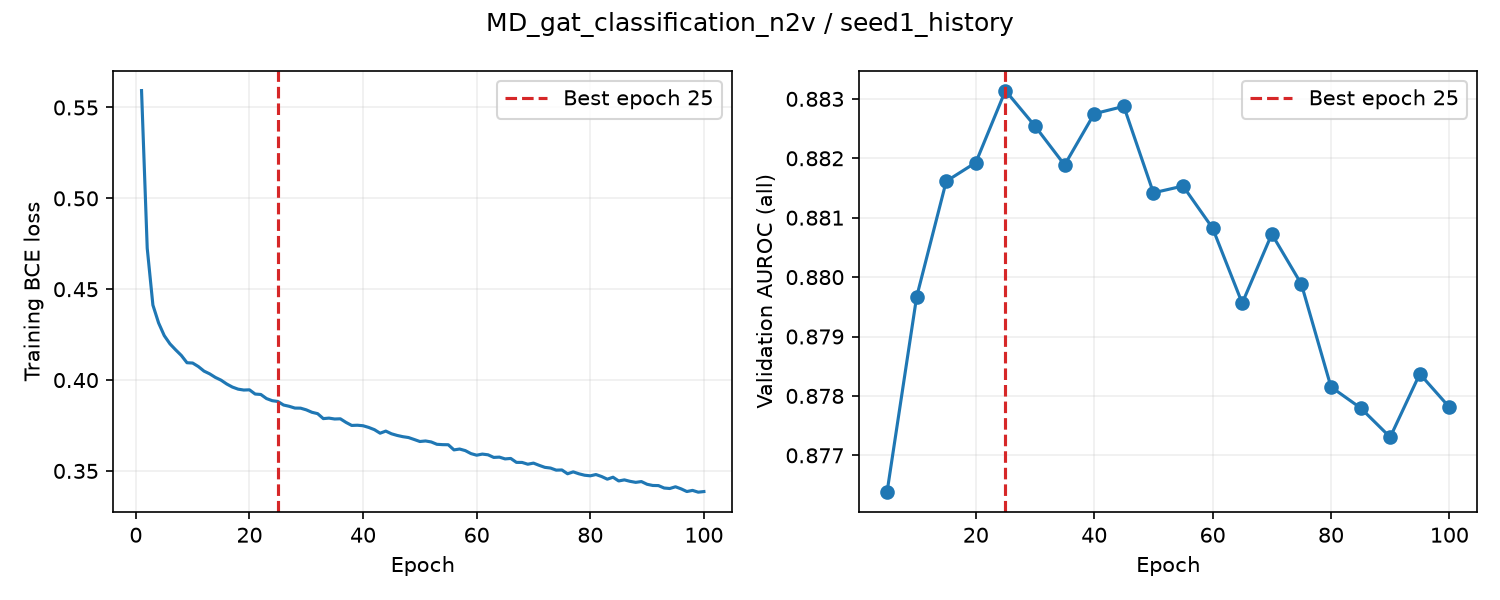 MD_gat_classification_n2v / seed1_history
Training BCE loss
0.55
0.50
0.45
0.40
0.35
Best epoch 25
0 20 40 60 80 100
Epoch
Validation AUROC (all)
0.883
0.882
0.881
0.880
0.879
0.878
0.877
Best epoch 25
20 40 60 80 100
Epoch